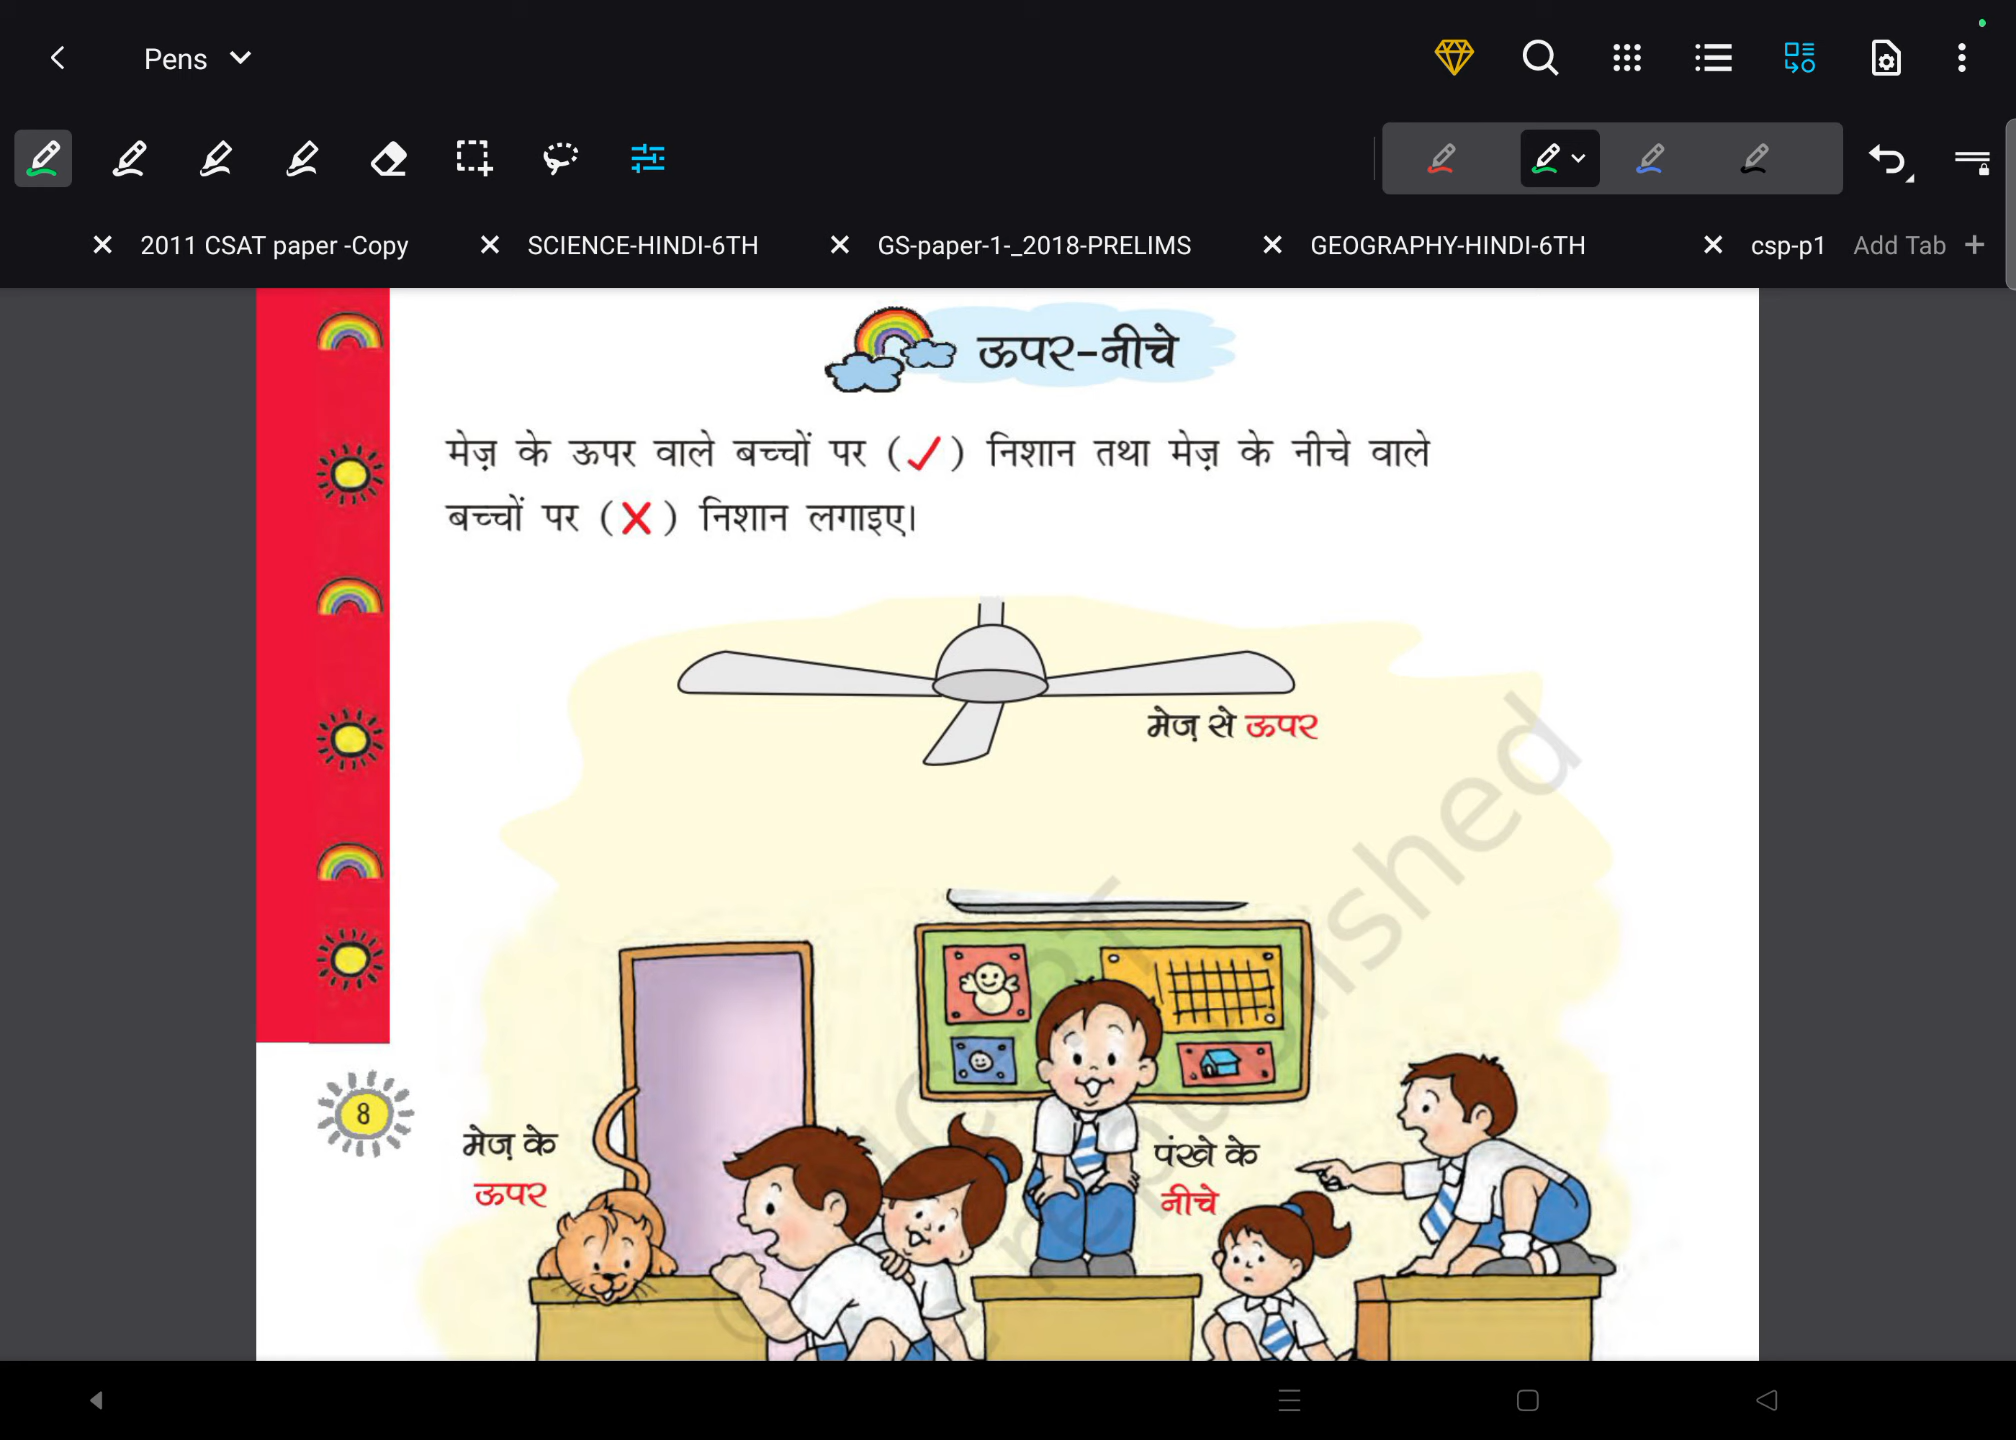 Pens
2011 CSAT paper -Copy
SCIENCE-HINDI-6TH
GS-paper-1-_2018-PRELIMS
GEOGRAPHY-HINDI-6TH
csp-p1
Add Tab
ऊपर-नीचे
मेज़ के ऊपर वाले बच्चों पर (✓) निशान तथा मेज़ के नीचे वाले
बच्चों पर (✗) निशान लगाइए।
मेज़ से ऊपर
मेज़ के
ऊपर
पंखे के
नीचे
8
republished